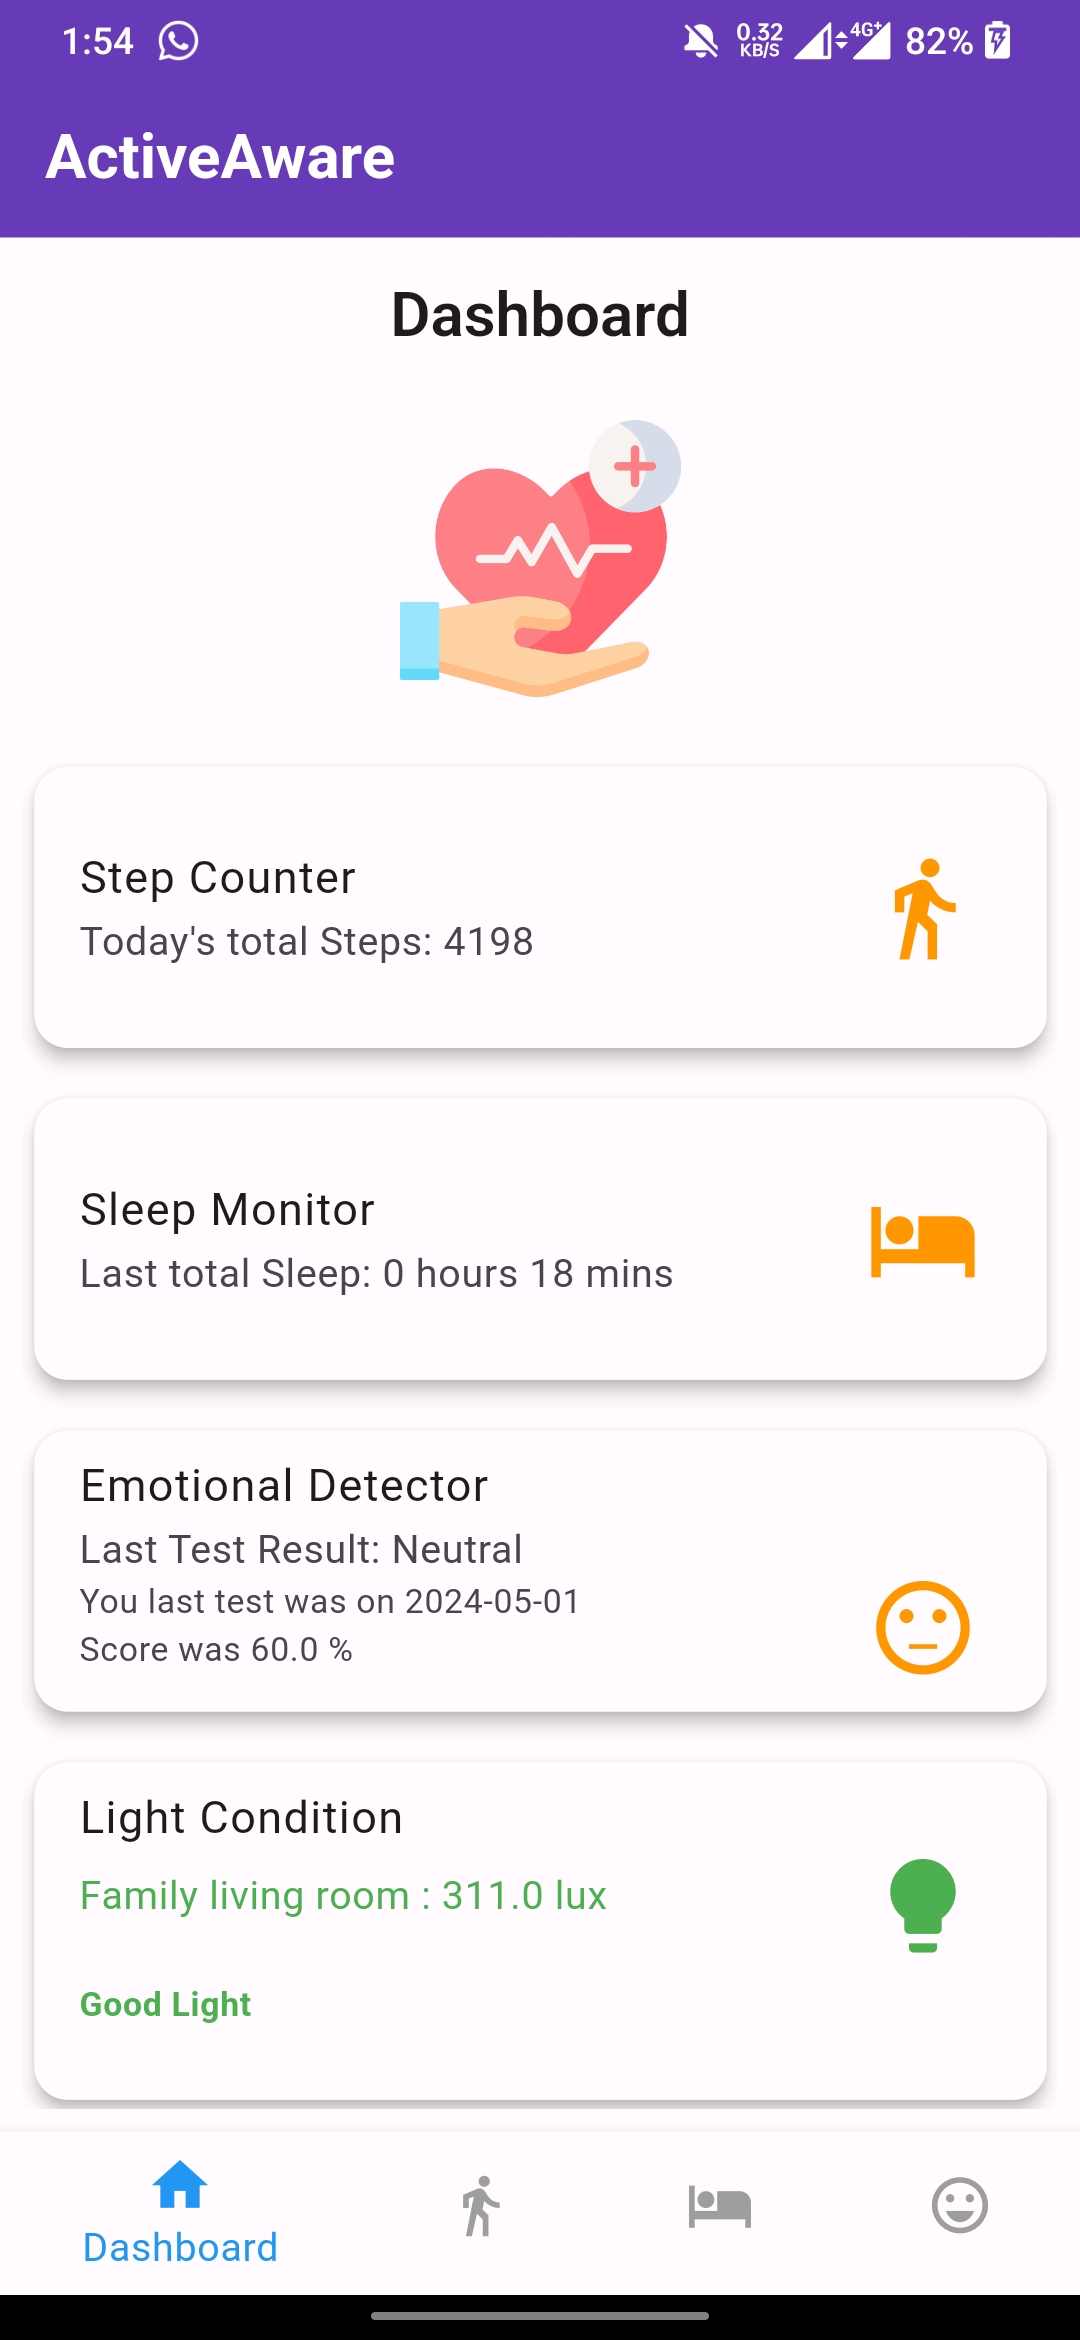 1:54
0.32
KB/S
4G+
82%
ActiveAware
Dashboard
Step Counter
Today's total Steps: 4198
Sleep Monitor
Last total Sleep: 0 hours 18 mins
Emotional Detector
Last Test Result: Neutral
You last test was on 2024-05-01
Score was 60.0 %
Light Condition
Family living room : 311.0 lux
Good Light
Dashboard